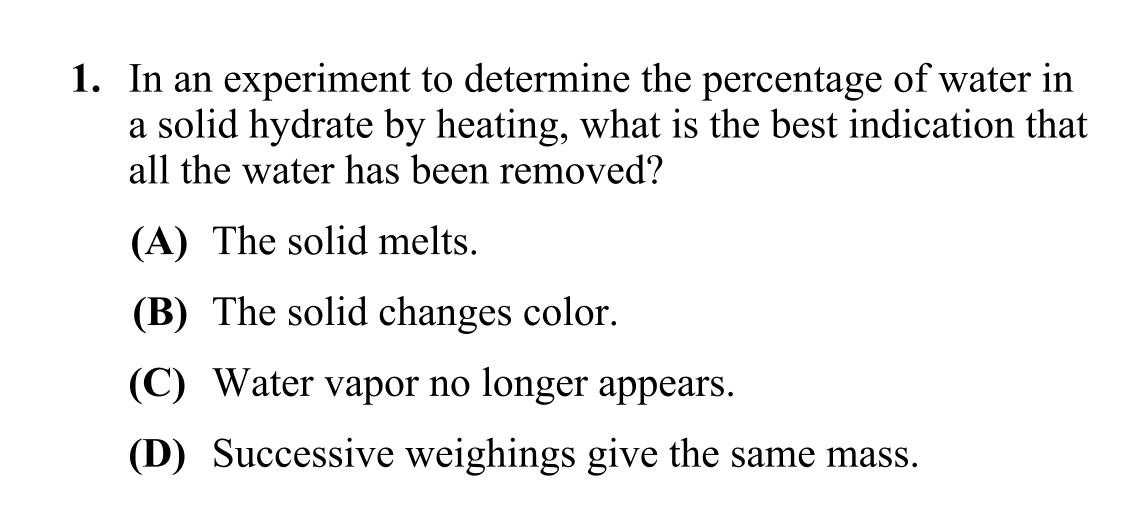 1. In an experiment to determine the percentage of water in
a solid hydrate by heating, what is the best indication that
all the water has been removed?
(A) The solid melts.
(B) The solid changes color.
(C) Water vapor no longer appears.
(D) Successive weighings give the same mass.